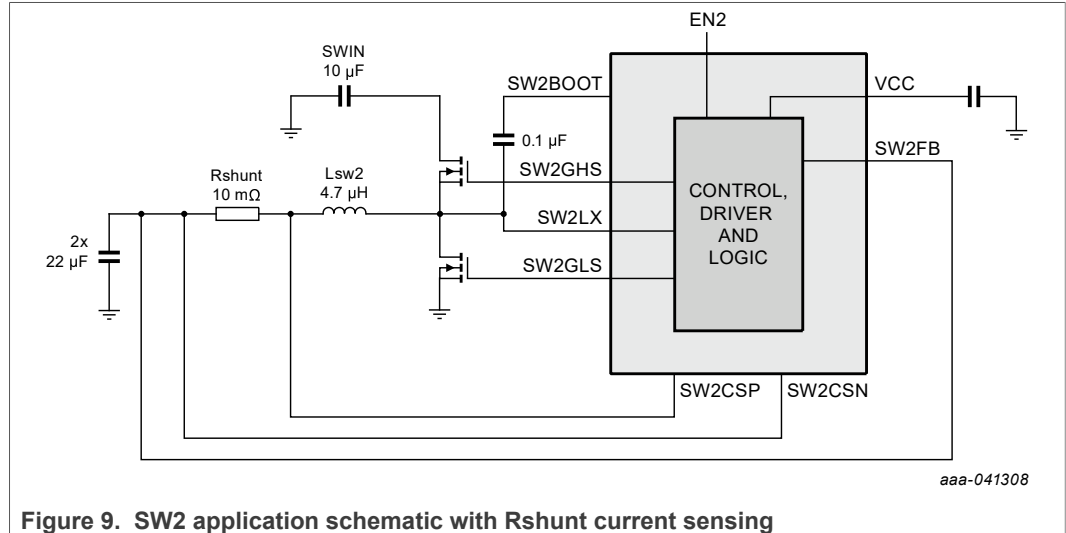 EN2
SWIN
10 µF
SW2BOOT
VCC
0.1 µF
SW2FB
Rshunt
10 mΩ
Lsw2
4.7 µH
SW2GHS
CONTROL,
DRIVER
AND
LOGIC
SW2LX
2x
22 µF
SW2GLS
SW2CSP
SW2CSN
aaa-041308
Figure 9. SW2 application schematic with Rshunt current sensing